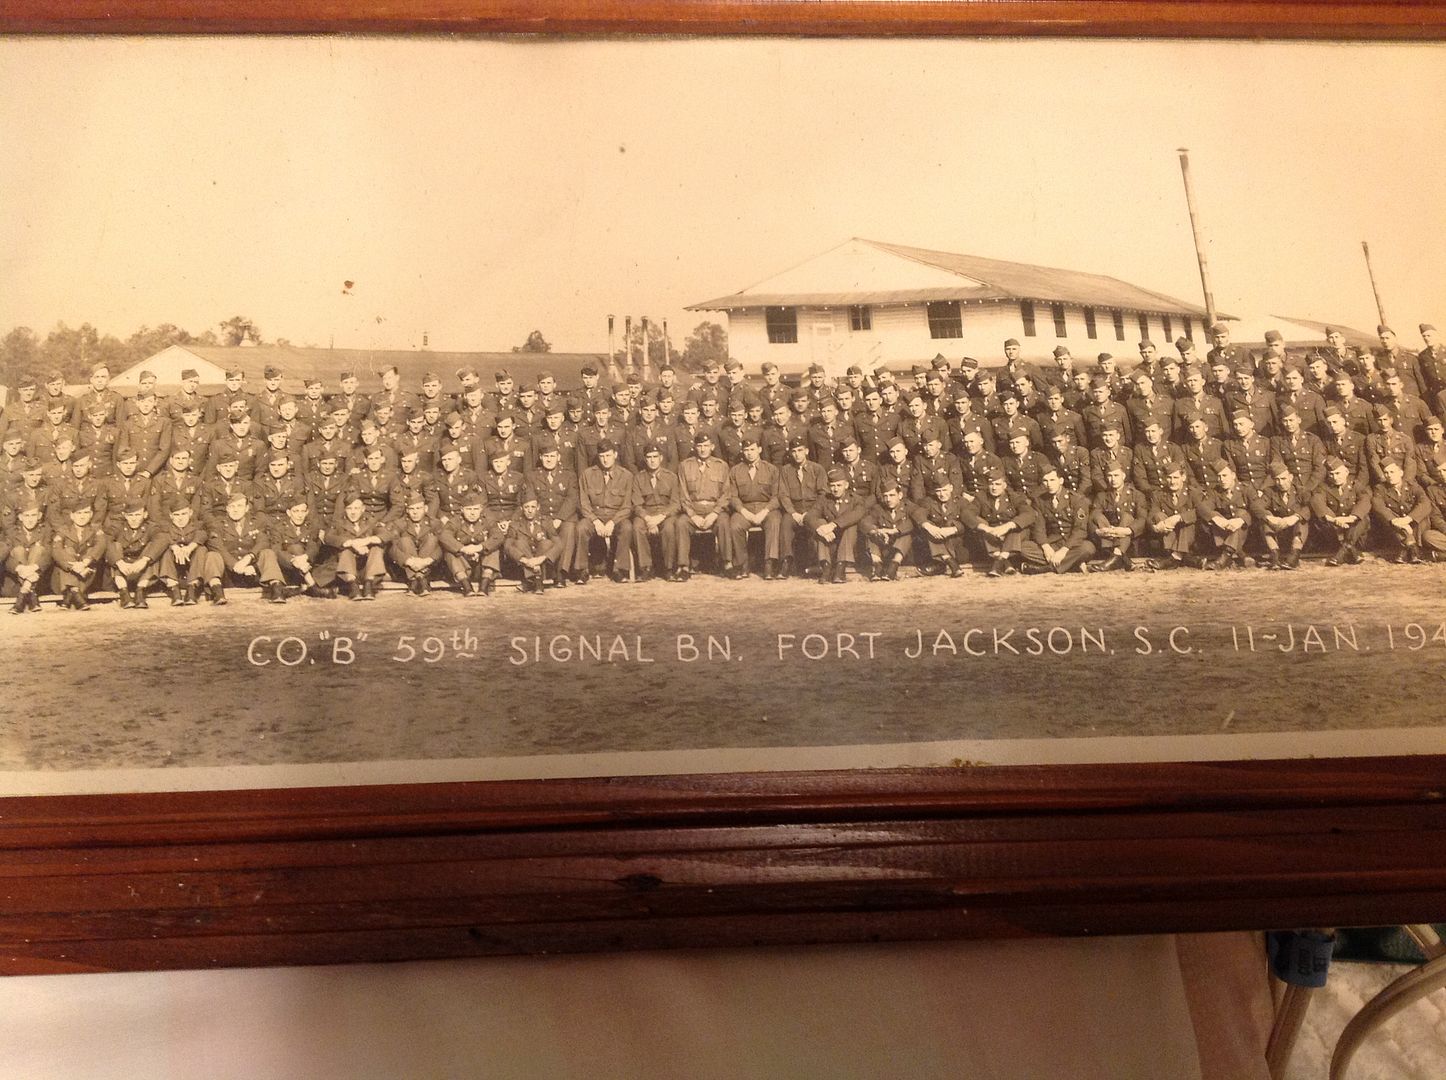 CO. "B" 59th SIGNAL BN. FORT JACKSON, S.C. 11-JAN. 194